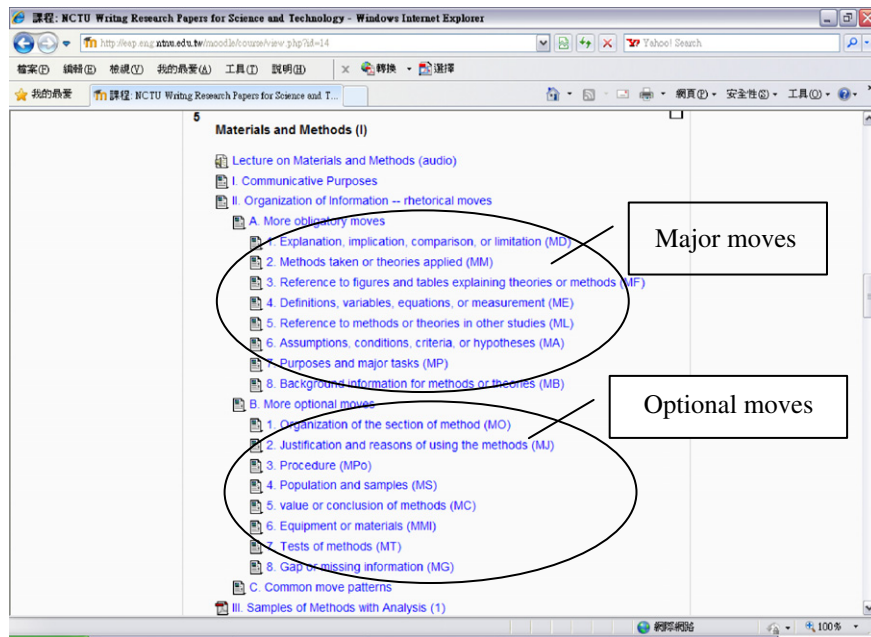 課程: NCTU Writng Research Papers for Science and Technology - Windows Internet Explorer
http://eap.eng.ntnu.edu.tw/moodle/course/view.php?id=14
Yahoo! Search
檔案(F) 編輯(E) 檢視(V) 我的最愛(A) 工具(T) 說明(H) x 轉換 選擇
我的最愛 課程: NCTU Writng Research Papers for Science and T... 網頁(P) 安全性(S) 工具(O)
5
Materials and Methods (I)
Lecture on Materials and Methods (audio)
I. Communicative Purposes
II. Organization of Information -- rhetorical moves
A. More obligatory moves
1. Explanation, implication, comparison, or limitation (MD)
2. Methods taken or theories applied (MM)
3. Reference to figures and tables explaining theories or methods (MF)
4. Definitions, variables, equations, or measurement (ME)
5. Reference to methods or theories in other studies (ML)
6. Assumptions, conditions, criteria, or hypotheses (MA)
7. Purposes and major tasks (MP)
8. Background information for methods or theories (MB)
Major moves
B. More optional moves
1. Organization of the section of method (MO)
2. Justification and reasons of using the methods (MJ)
3. Procedure (MPo)
4. Population and samples (MS)
5. value or conclusion of methods (MC)
6. Equipment or materials (MMI)
7. Tests of methods (MT)
8. Gap or missing information (MG)
Optional moves
C. Common move patterns
III. Samples of Methods with Analysis (1)
網際網路 100%